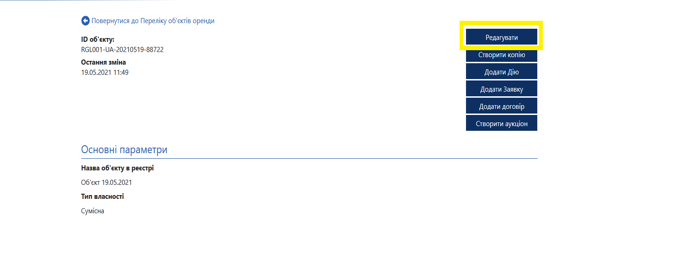 Повернутися до Переліку об'єктів оренди
ID об'єкту:
RGL001-UA-20210519-88722
Остання зміна
19.05.2021 11:49
Редагувати
Створити копію
Додати Дію
Додати Заявку
Додати договір
Створити аукціон
Основні параметри
Назва об'єкту в реєстрі
Об'єкт 19.05.2021
Тип власності
Сумісна